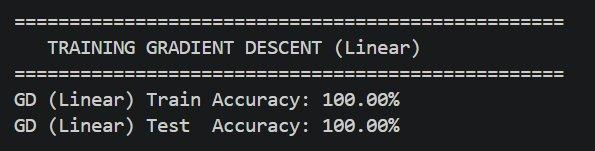 ==================================================
   TRAINING GRADIENT DESCENT (Linear)
==================================================
GD (Linear) Train Accuracy: 100.00%
GD (Linear) Test  Accuracy: 100.00%